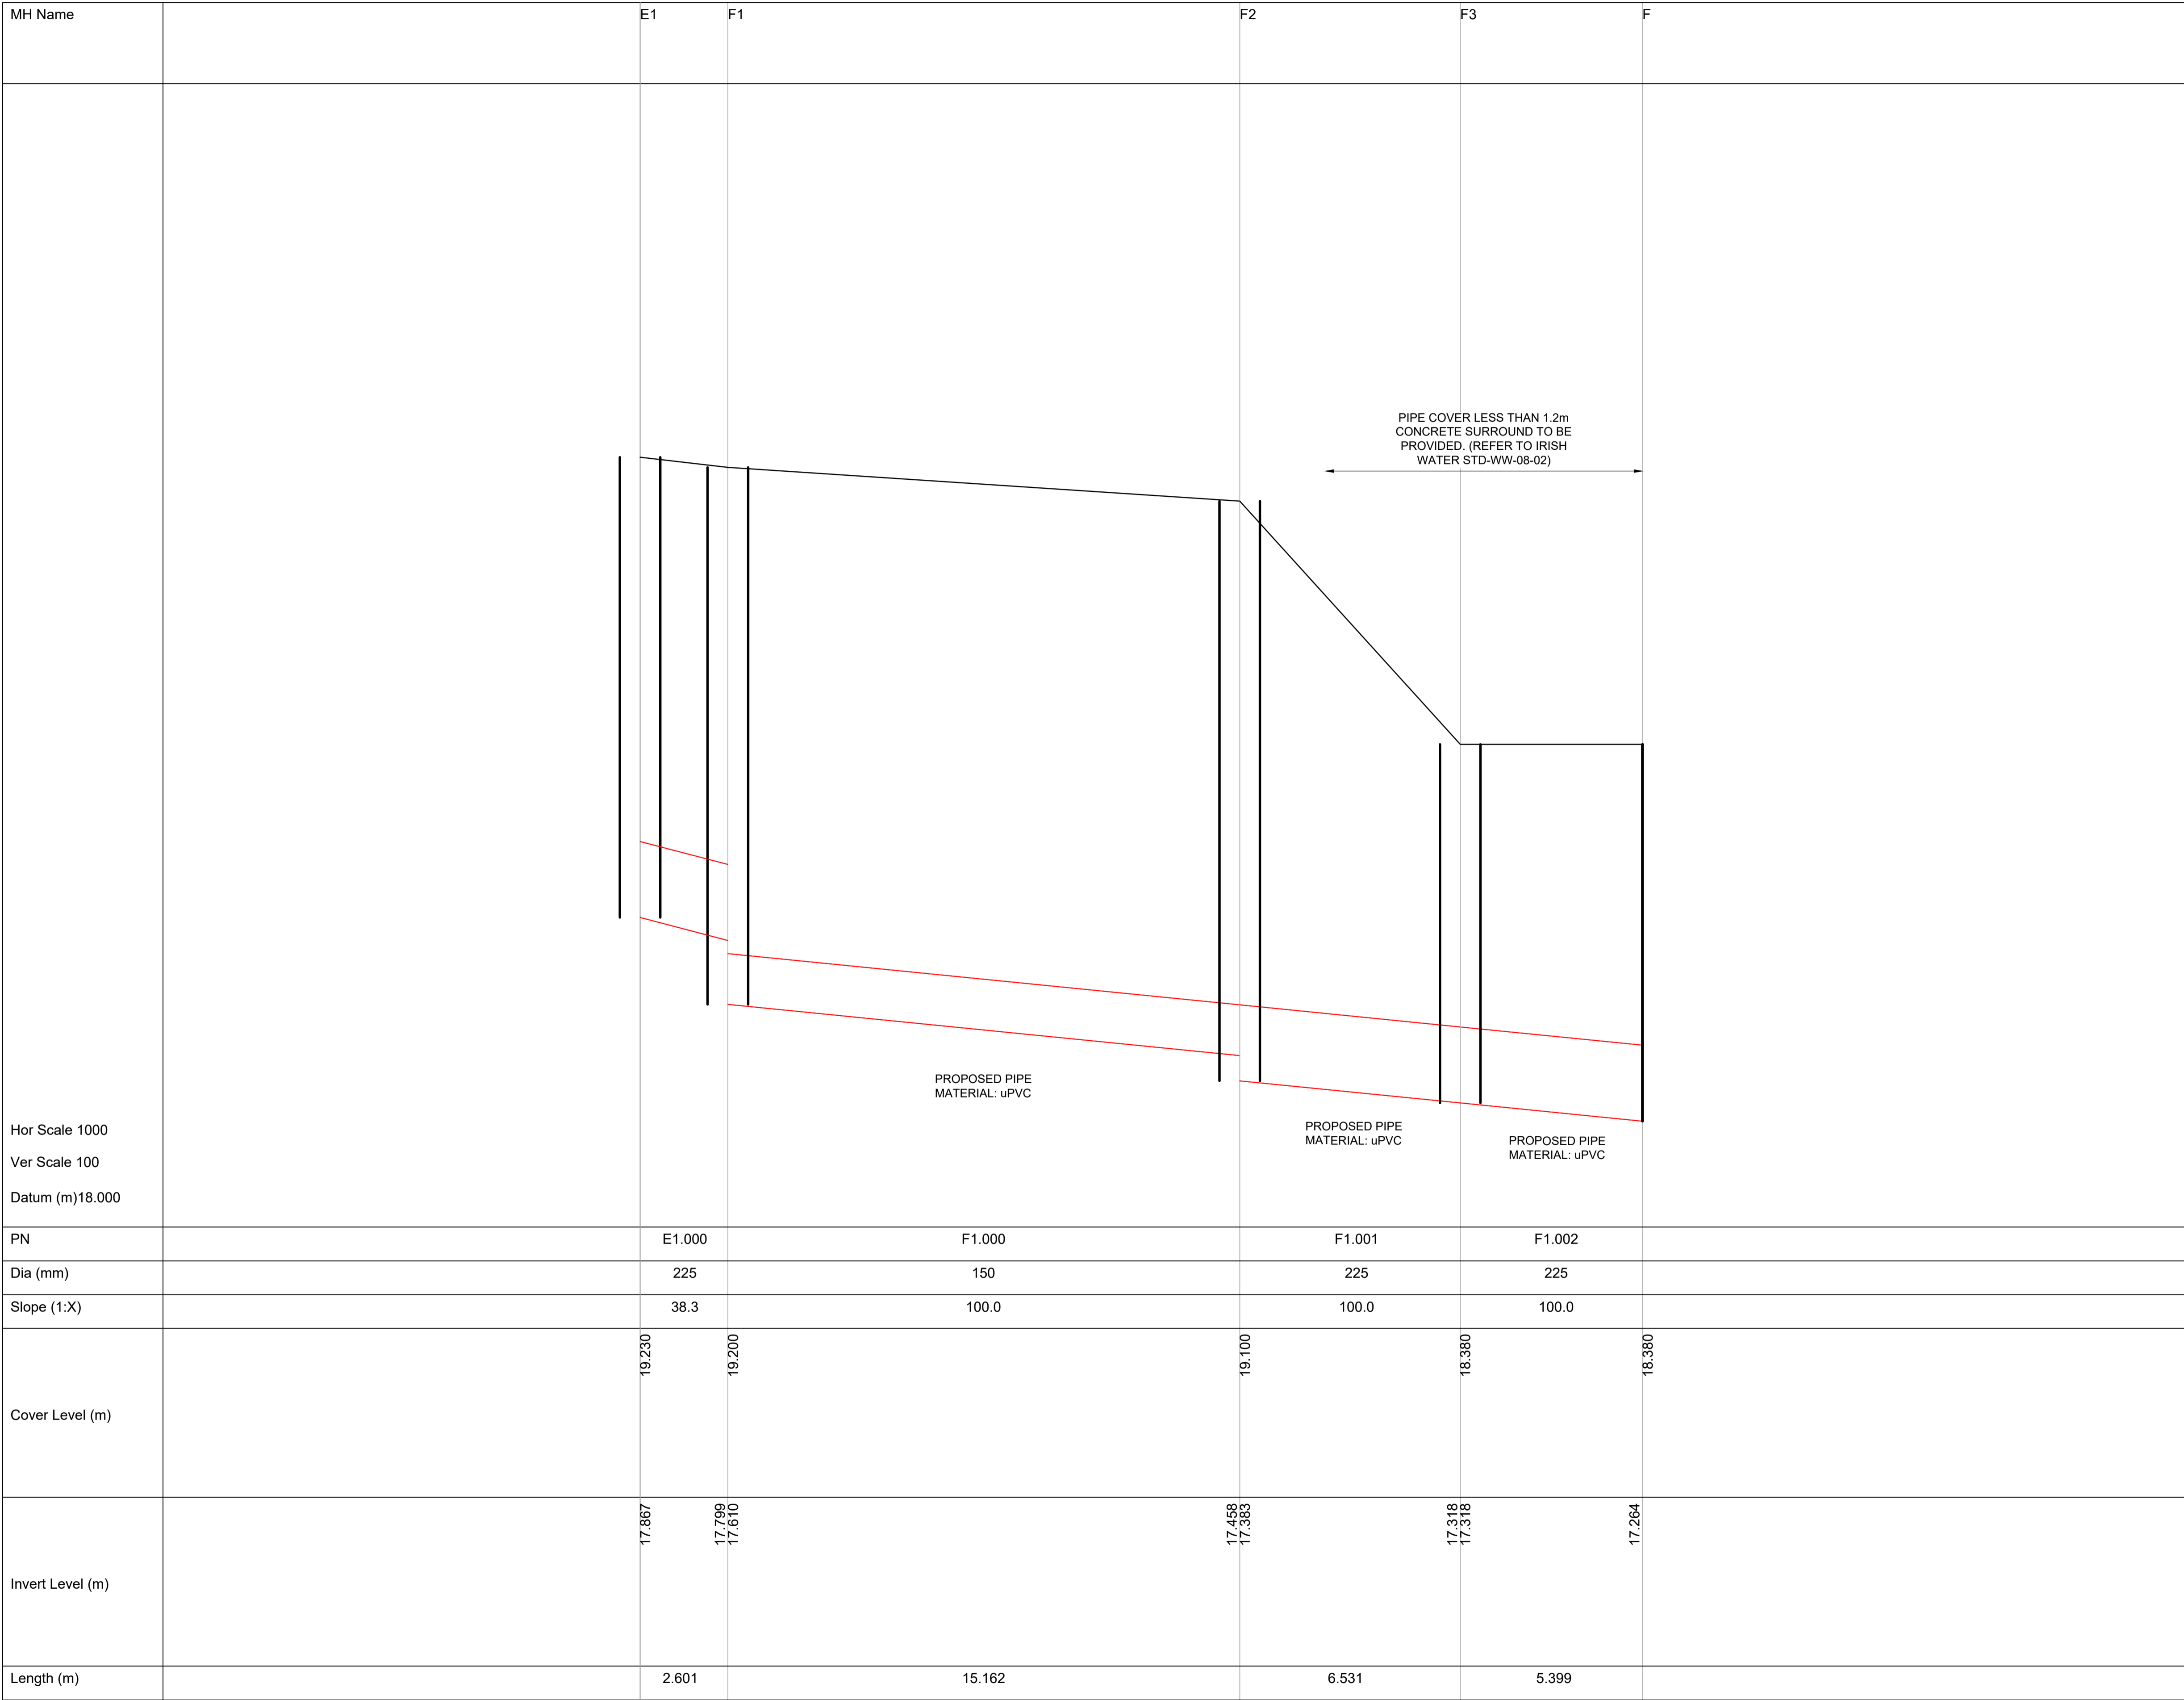 MH Name E1 F1 F2 F3 F
PIPE COVER LESS THAN 1.2m
CONCRETE SURROUND TO BE
PROVIDED. (REFER TO IRISH
WATER STD-WW-08-02)
PROPOSED PIPE
MATERIAL: uPVC
PROPOSED PIPE
MATERIAL: uPVC
PROPOSED PIPE
MATERIAL: uPVC
Hor Scale 1000
Ver Scale 100
Datum (m)18.000
PN E1.000 F1.000 F1.001 F1.002
Dia (mm) 225 150 225 225
Slope (1:X) 38.3 100.0 100.0 100.0
Cover Level (m) 19.230 19.200 19.100 18.380 18.380
Invert Level (m) 17.867 17.799 17.610 17.458 17.383 17.318 17.318 17.264
Length (m) 2.601 15.162 6.531 5.399